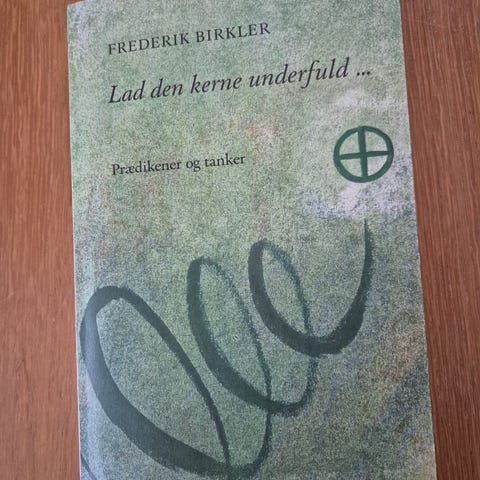 FREDERIK BIRKLER
Lad den kerne underfuld ...
Prædikener og tanker